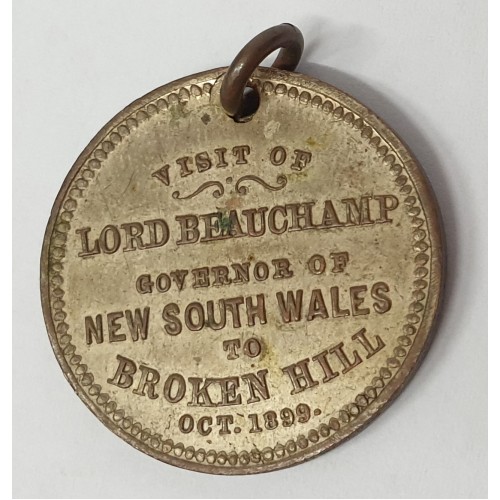 VISIT OF
LORD BEAUCHAMP
GOVERNOR OF
NEW SOUTH WALES
TO
BROKEN HILL
OCT. 1899.